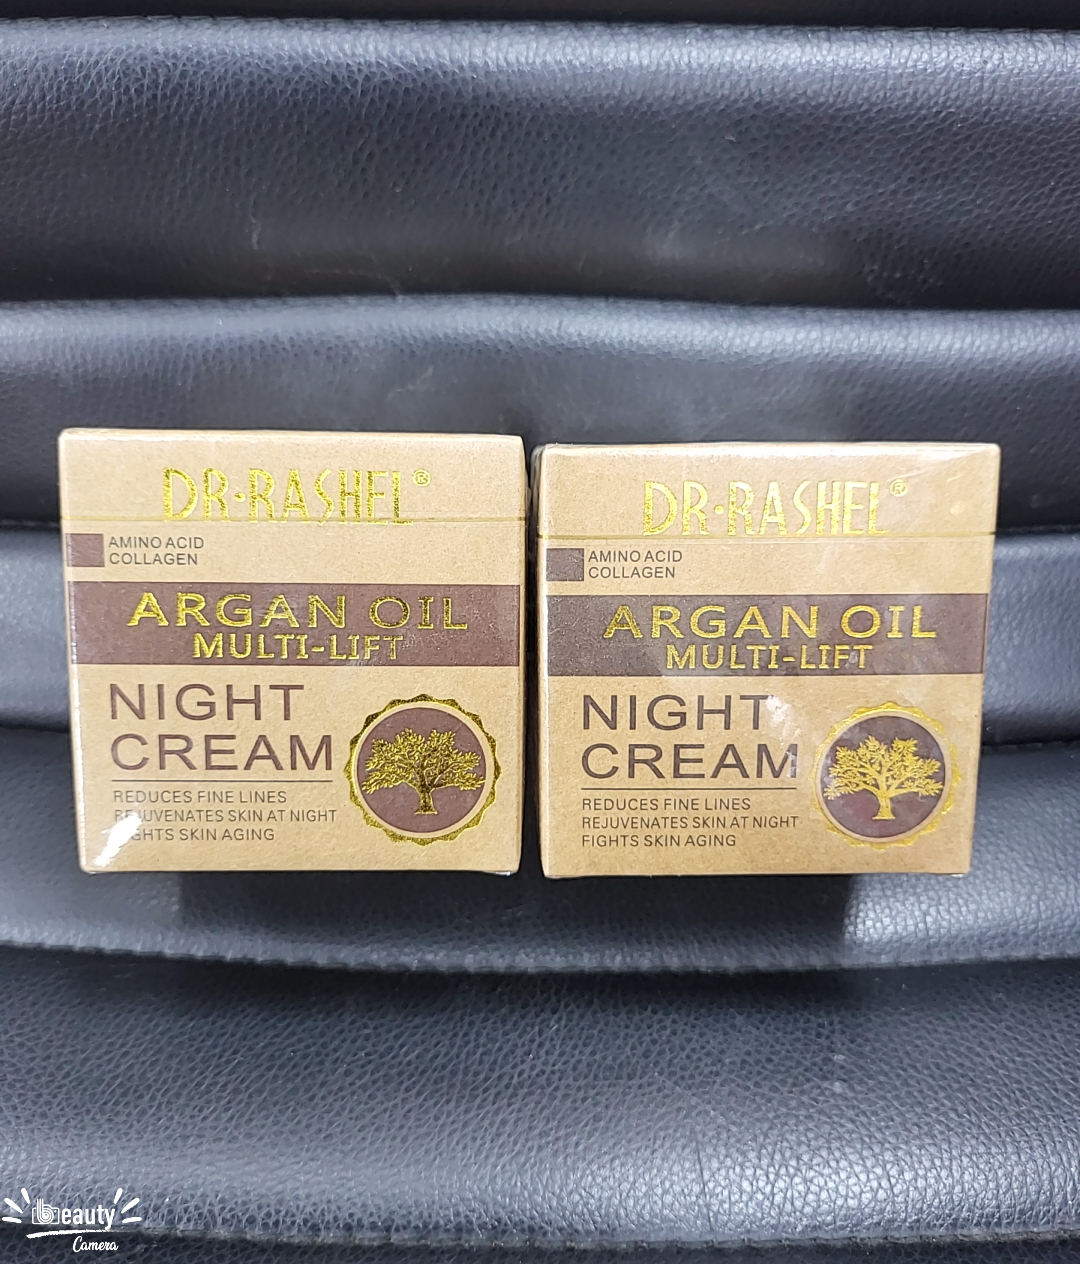 DR·RASHEL®
AMINO ACID
COLLAGEN
ARGAN OIL
MULTI-LIFT
NIGHT
CREAM
REDUCES FINE LINES
REJUVENATES SKIN AT NIGHT
FIGHTS SKIN AGING
DR·RASHEL®
AMINO ACID
COLLAGEN
ARGAN OIL
MULTI-LIFT
NIGHT
CREAM
REDUCES FINE LINES
REJUVENATES SKIN AT NIGHT
FIGHTS SKIN AGING
beauty
Camera